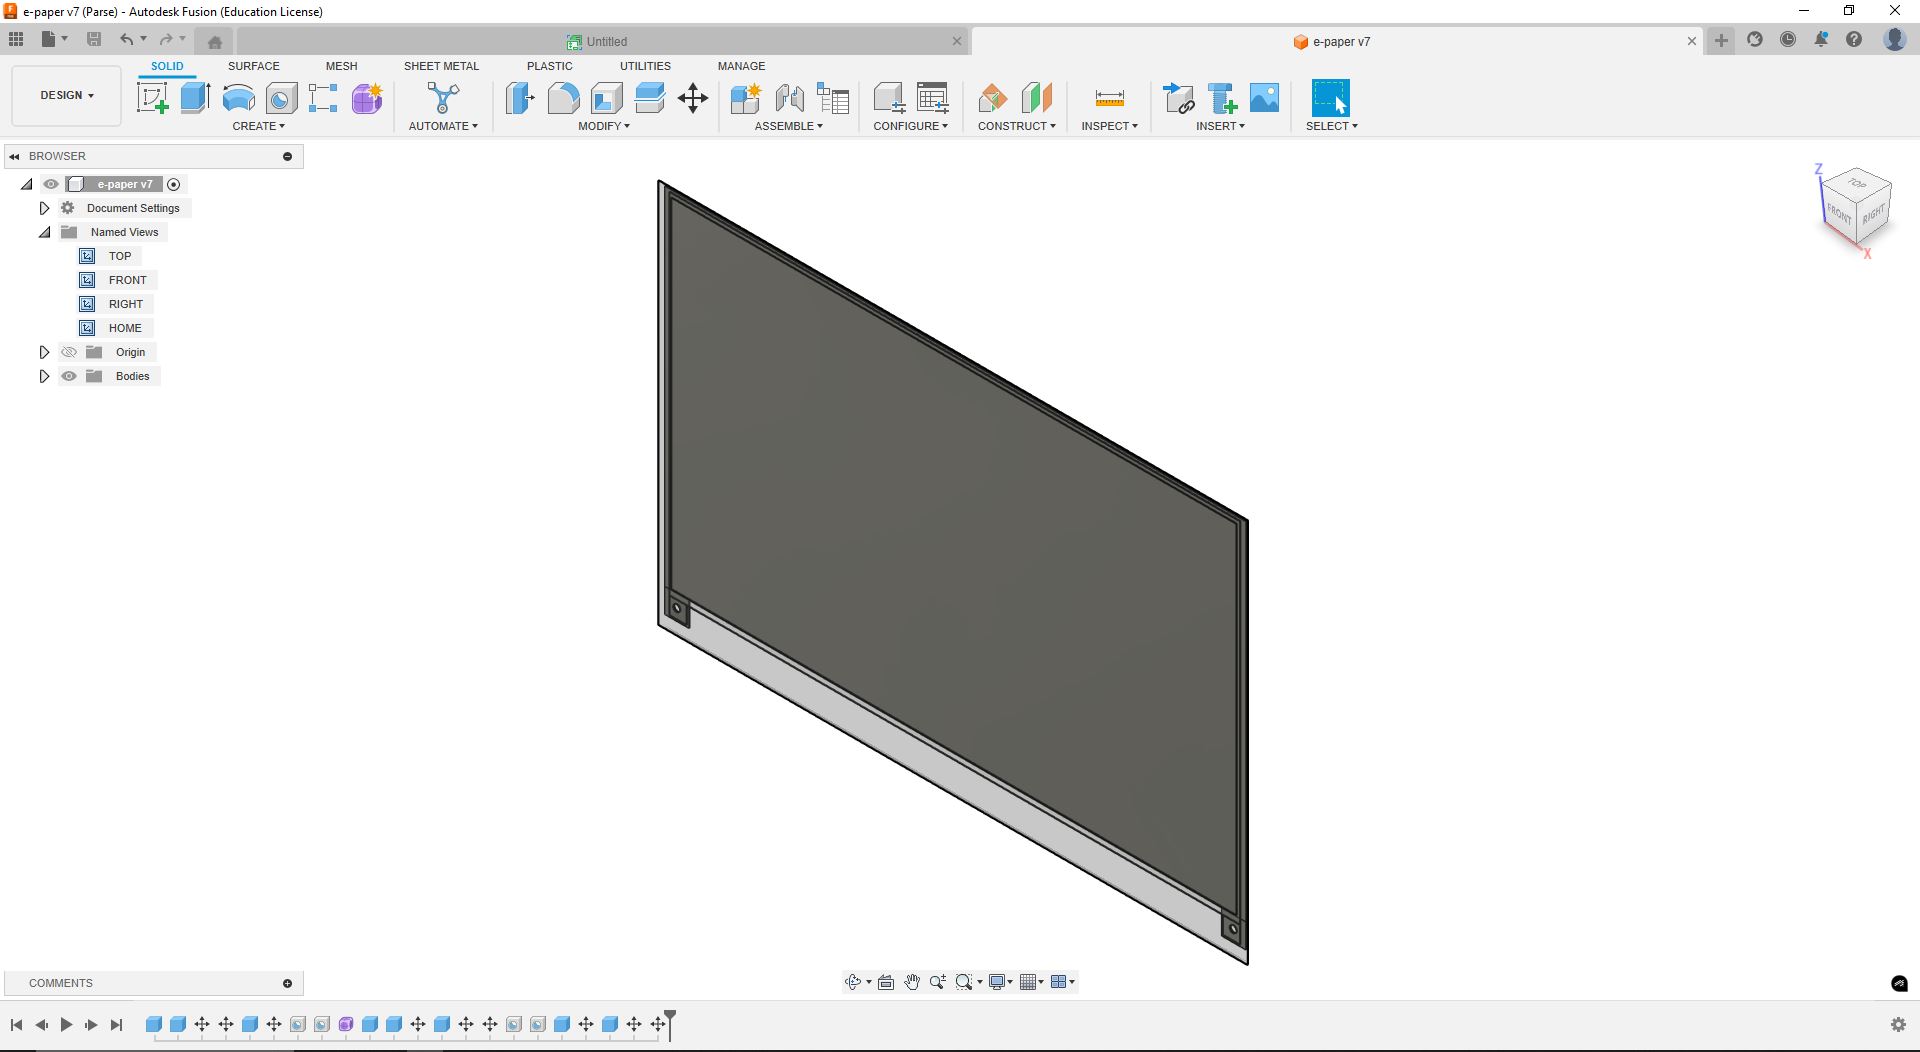 e-paper v7 (Parse) - Autodesk Fusion (Education License)
Untitled
e-paper v7
DESIGN
SOLID
SURFACE
MESH
SHEET METAL
PLASTIC
UTILITIES
MANAGE
CREATE
AUTOMATE
MODIFY
ASSEMBLE
CONFIGURE
CONSTRUCT
INSPECT
INSERT
SELECT
BROWSER
e-paper v7
Document Settings
Named Views
TOP
FRONT
RIGHT
HOME
Origin
Bodies
Z
TOP
FRONT
RIGHT
X
COMMENTS